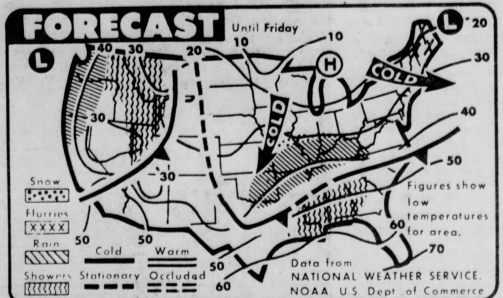 FORECAST Until Friday
L 40 30 20 10 10 H L 20
COLD 30
30 COLD 40
30 50
Snow
Flurries
Rain
Showers
50 50 50 60 60 70
Cold Warm
Stationary Occluded
Figures show
low
temperatures
for area.
Data from
NATIONAL WEATHER SERVICE.
NOAA, U.S. Dept. of Commerce